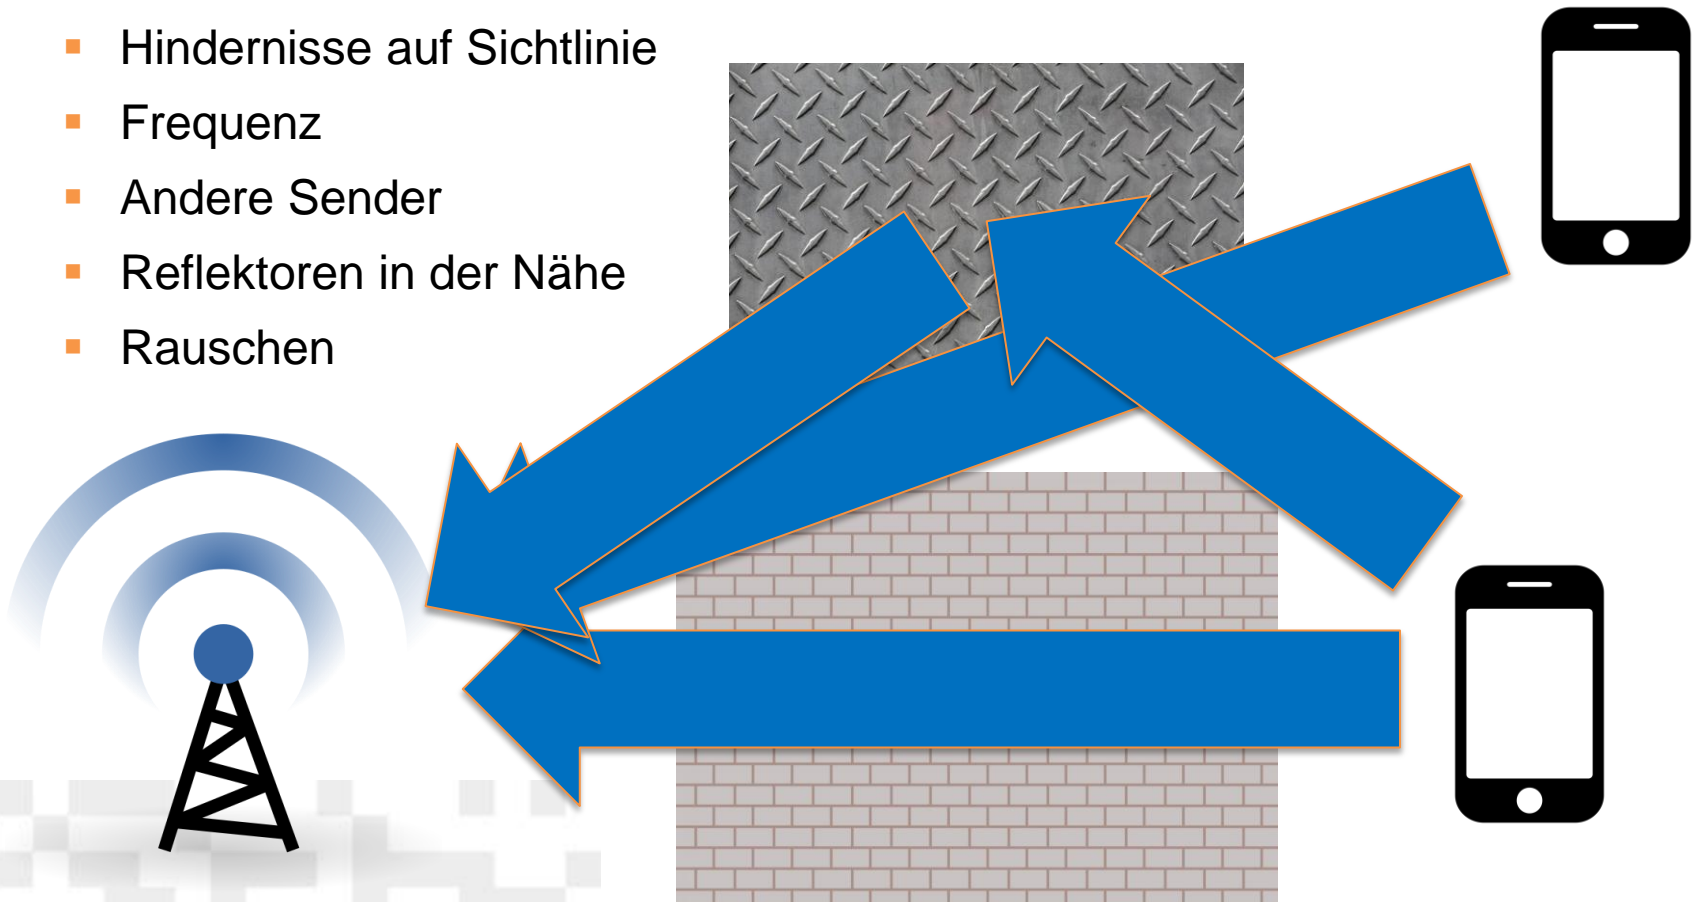 Hindernisse auf Sichtlinie
Frequenz
Andere Sender
Reflektoren in der Nähe
Rauschen